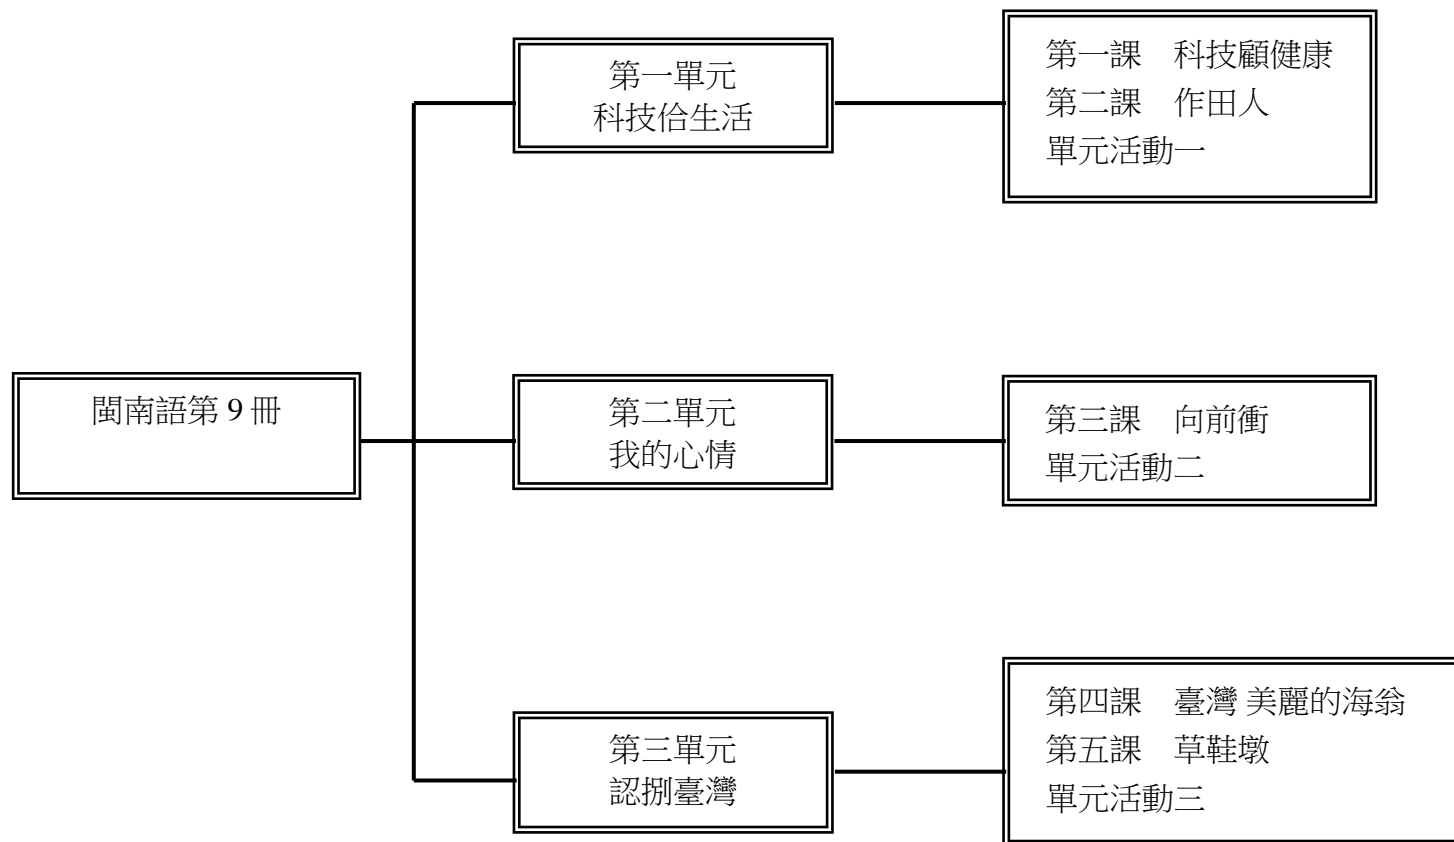 閩南語第 9 冊
第一單元
科技佮生活
第一課　科技顧健康
第二課　作田人
單元活動一
第二單元
我的心情
第三課　向前衝
單元活動二
第三單元
認捌臺灣
第四課　臺灣 美麗的海翁
第五課　草鞋墩
單元活動三